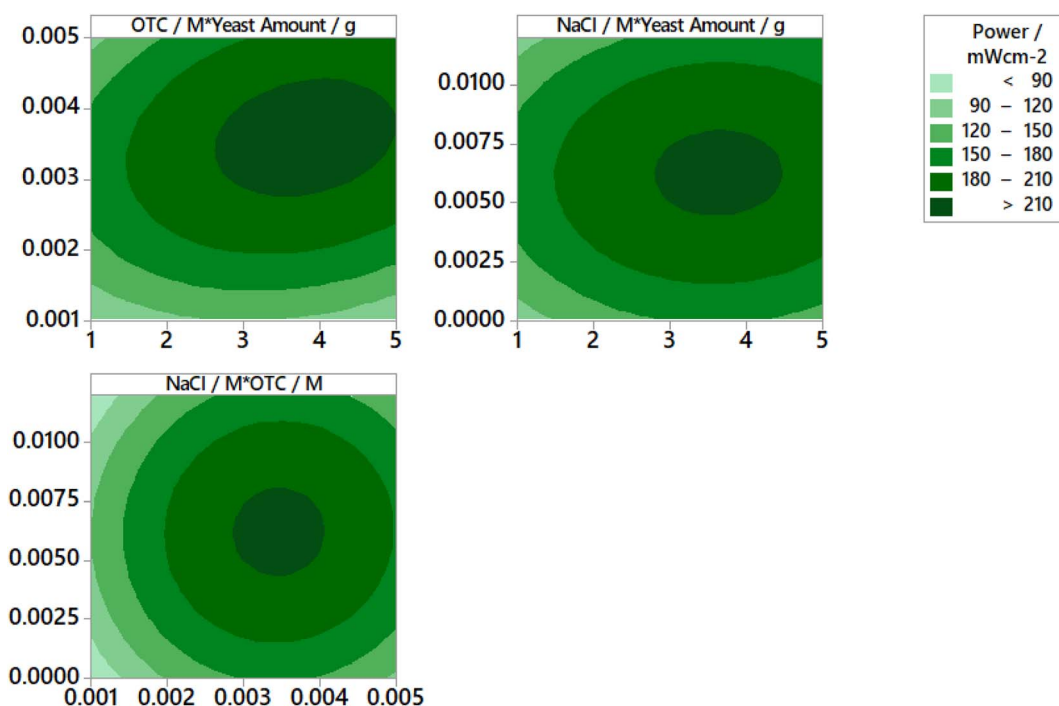 OTC / M*Yeast Amount / g
0.005
0.004
0.003
0.002
0.001
1 2 3 4 5
NaCl / M*Yeast Amount / g
0.0100
0.0075
0.0050
0.0025
0.0000
1 2 3 4 5
Power /
mWcm-2
< 90
90 – 120
120 – 150
150 – 180
180 – 210
> 210
NaCl / M*OTC / M
0.0100
0.0075
0.0050
0.0025
0.0000
0.001 0.002 0.003 0.004 0.005